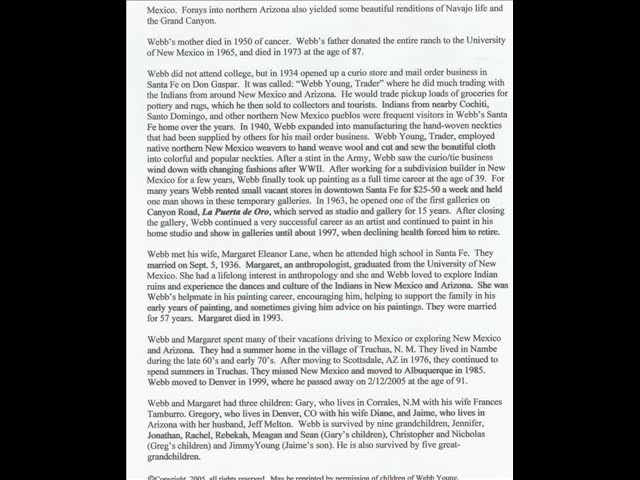 Mexico. Forays into northern Arizona also yielded some beautiful renditions of Navajo life and
the Grand Canyon.
Webb's mother died in 1950 of cancer. Webb's father donated the entire ranch to the University
of New Mexico in 1965, and died in 1973 at the age of 87.
Webb did not attend college, but in 1934 opened up a curio store and mail order business in
Santa Fe on Don Gaspar. It was called: "Webb Young, Trader" where he did much trading with
the Indians from around New Mexico and Arizona. He would trade pickup loads of groceries for
pottery and rugs, which he then sold to collectors and tourists. Indians from nearby Cochiti,
Santo Domingo, and other northern New Mexico pueblos were frequent visitors in Webb's Santa
Fe home over the years. In 1940, Webb expanded into manufacturing the hand-woven neckties
that had been supplied by others for his mail order business. Webb Young, Trader, employed
native northern New Mexico weavers to hand weave wool and cut and sew the beautiful cloth
into colorful and popular neckties. After a stint in the Army, Webb saw the curio/tie business
wind down with changing fashions after WWII. After working for a subdivision builder in New
Mexico for a few years, Webb finally took up painting as a full time career at the age of 39. For
many years Webb rented small vacant stores in downtown Santa Fe for $25-50 a week and held
one man shows in these temporary galleries. In 1963, he opened one of the first galleries on
Canyon Road, La Puerta de Oro, which served as studio and gallery for 15 years. After closing
the gallery, Webb continued a very successful career as an artist and continued to paint in his
home studio and show in galleries until about 1997, when declining health forced him to retire.
Webb met his wife, Margaret Eleanor Lane, when he attended high school in Santa Fe. They
married on Sept. 5, 1936. Margaret, an anthropologist, graduated from the University of New
Mexico. She had a lifelong interest in anthropology and she and Webb loved to explore Indian
ruins and experience the dances and culture of the Indians in New Mexico and Arizona. She was
Webb's helpmate in his painting career, encouraging him, helping to support the family in his
early years of painting, and sometimes giving him advice on his paintings. They were married
for 57 years. Margaret died in 1993.
Webb and Margaret spent many of their vacations driving to Mexico or exploring New Mexico
and Arizona. They had a summer home in the village of Truchas, N. M. They lived in Nambe
during the late 60's and early 70's. After moving to Scottsdale, AZ in 1976, they continued to
spend summers in Truchas. They missed New Mexico and moved to Albuquerque in 1985.
Webb moved to Denver in 1999, where he passed away on 2/12/2005 at the age of 91.
Webb and Margaret had three children: Gary, who lives in Corrales, N.M with his wife Frances
Tamburro. Gregory, who lives in Denver, CO with his wife Diane, and Jaime, who lives in
Arizona with her husband, Jeff Melton. Webb is survived by nine grandchildren, Jennifer,
Jonathan, Rachel, Rebekah, Meagan and Sean (Gary's children), Christopher and Nicholas
(Greg's children) and JimmyYoung (Jaime's son). He is also survived by five great-
grandchildren.
©Copyright, 2005, all rights reserved. May be reprinted by permission of children of Webb Young.